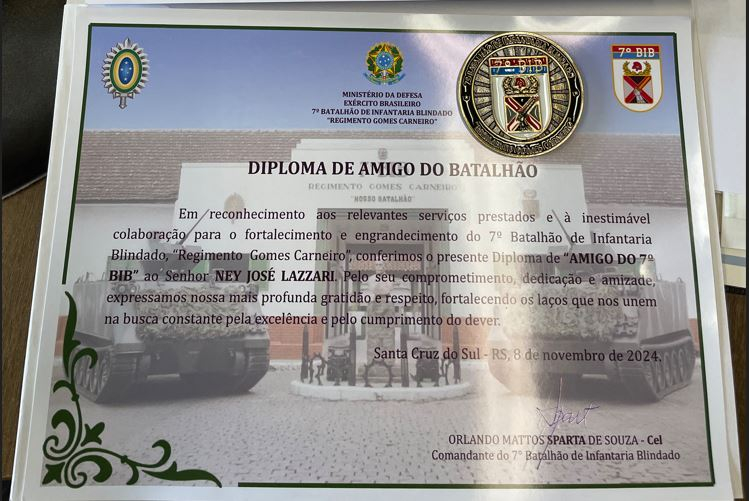 7º BIB
MINISTÉRIO DA DEFESA
EXÉRCITO BRASILEIRO
7º BATALHÃO DE INFANTARIA BLINDADO
"REGIMENTO GOMES CARNEIRO"
DIPLOMA DE AMIGO DO BATALHÃO
REGIMENTO GOMES CARNEIRO
"NOSSO BATALHÃO"
Em reconhecimento aos relevantes serviços prestados e à inestimável
colaboração para o fortalecimento e engrandecimento do 7º Batalhão de Infantaria
Blindado, "Regimento Gomes Carneiro", conferimos o presente Diploma de "AMIGO DO 7º
BIB" ao Senhor NEY JOSÉ LAZZARI. Pelo seu comprometimento, dedicação e amizade,
expressamos nossa mais profunda gratidão e respeito, fortalecendo os laços que nos unem
na busca constante pela excelência e pelo cumprimento do dever.
Santa Cruz do Sul - RS, 8 de novembro de 2024.
ORLANDO MATTOS SPARTA DE SOUZA - Cel
Comandante do 7° Batalhão de Infantaria Blindado